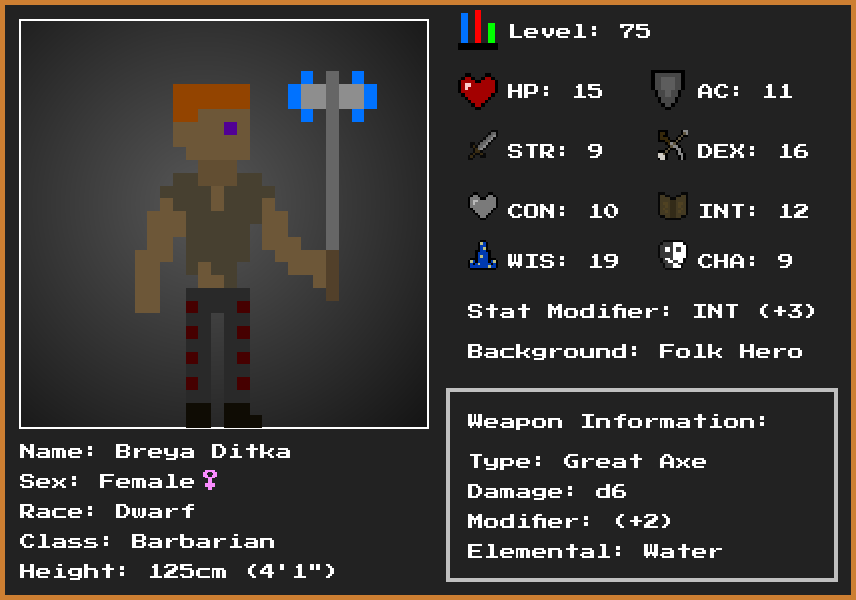 Level: 75
HP: 15 AC: 11
STR: 9 DEX: 16
CON: 10 INT: 12
WIS: 19 CHA: 9
Stat Modifier: INT (+3)
Background: Folk Hero
Weapon Information:
Type: Great Axe
Damage: d6
Modifier: (+2)
Elemental: Water
Name: Breya Ditka
Sex: Female♀
Race: Dwarf
Class: Barbarian
Height: 125cm (4'1")